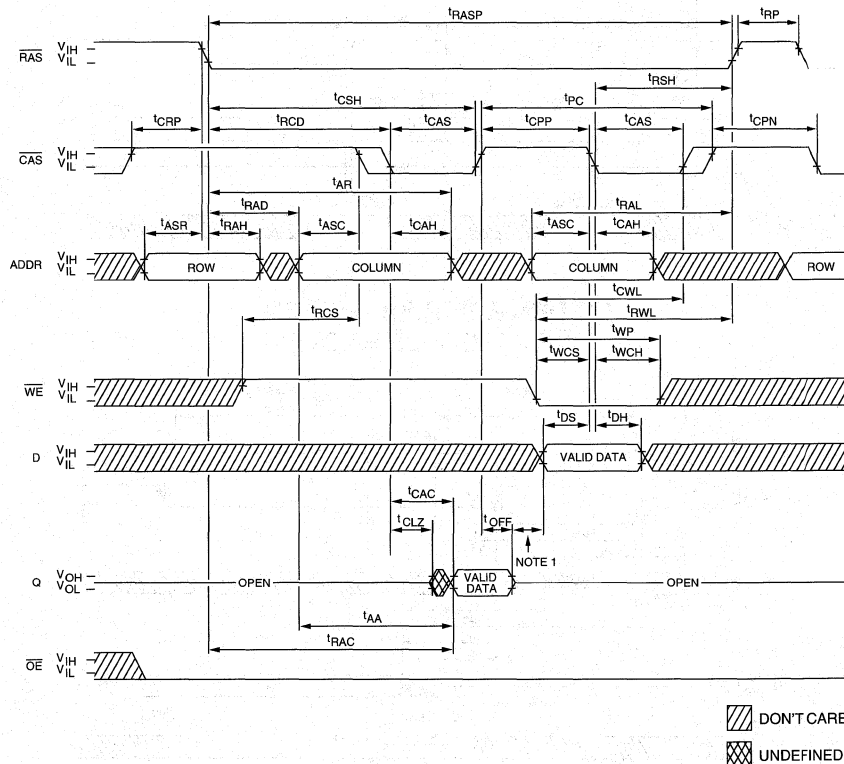 tRASP tRP
RAS VIH VIL
tRSH
tCSH tPC
tCRP tRCD tCAS tCPP tCAS tCPN
CAS VIH VIL
tAR
tRAD tRAL
tASR tRAH tASC tCAH tASC tCAH
ADDR VIH VIL ROW COLUMN COLUMN ROW
tCWL
tRCS tRWL
tWP
tWCS tWCH
WE VIH VIL
tDS tDH
D VIH VIL VALID DATA
tCAC
tCLZ tOFF
NOTE 1
Q VOH VOL OPEN VALID DATA OPEN
tAA
tRAC
OE VIH VIL
DON'T CARE
UNDEFINED